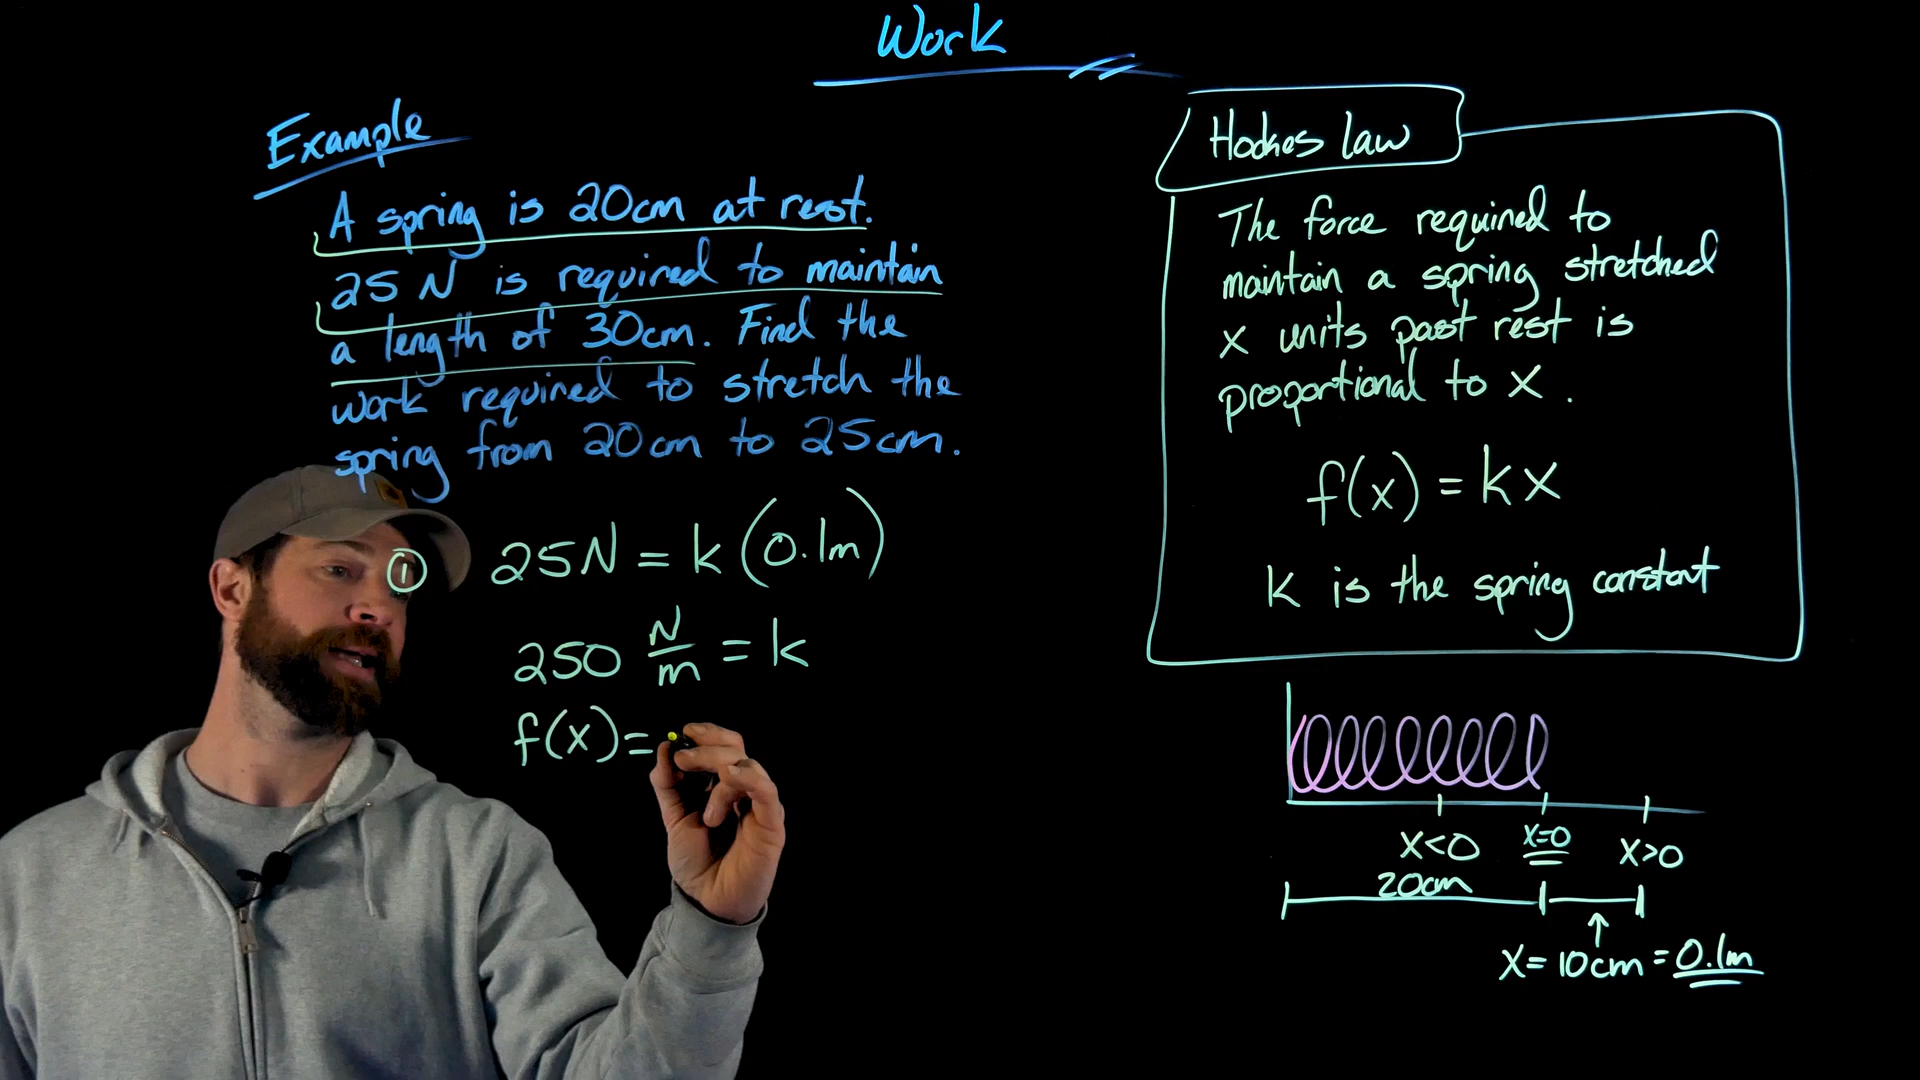 Work
Example
A spring is 20cm at rest.
25 N is required to maintain
a length of 30cm. Find the
work required to stretch the
spring from 20cm to 25cm.
① 25N = k (0.1m)
250 N/m = k
f(x)=
Hookes law
The force required to
maintain a spring stretched
x units past rest is
proportional to x.
f(x) = kx
K is the spring constant
x<0 x=0 x>0
20cm
x= 10cm = 0.1m